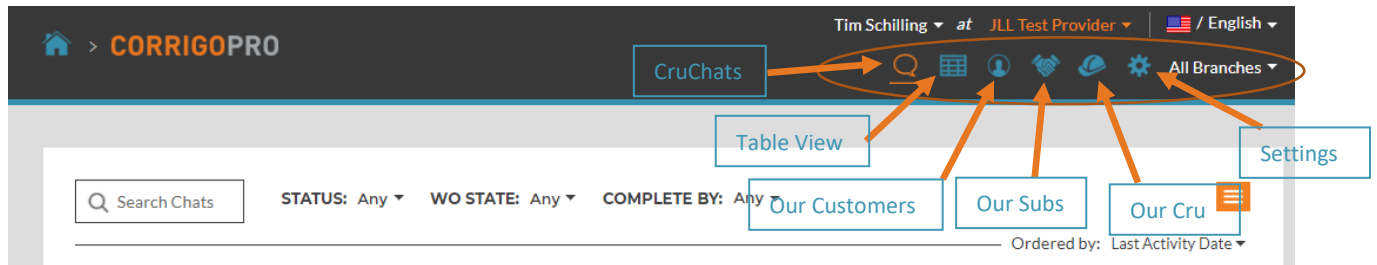 Tim Schilling at JLL Test Provider / English
> CORRIGOPRO
CruChats
All Branches
Table View
Settings
Search Chats
STATUS: Any WO STATE: Any COMPLETE BY: Any
Our Customers
Our Subs
Our Cru
Ordered by: Last Activity Date